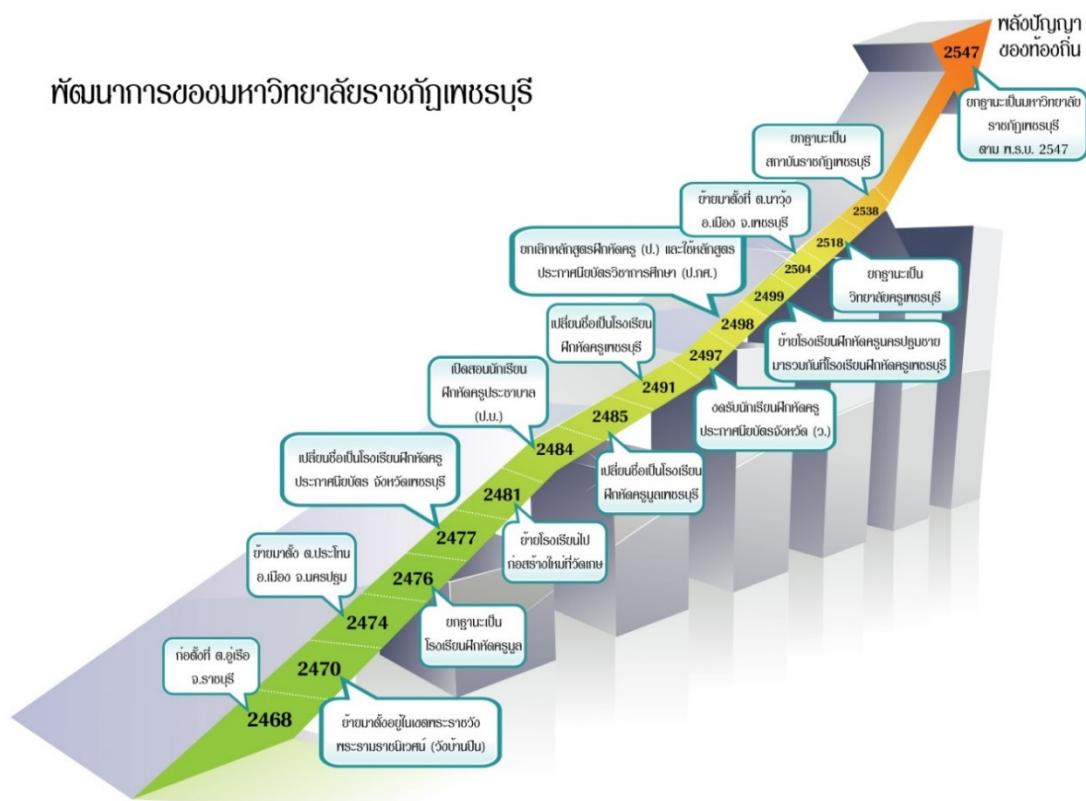 พัฒนาการของมหาวิทยาลัยราชภัฏเพชรบุรี
พลังปัญญา
ของท้องถิ่น
2547
ยกฐานะเป็นมหาวิทยาลัย
ราชภัฏเพชรบุรี
ตาม พ.ร.บ. 2547
ยกฐานะเป็น
สถาบันราชภัฏเพชรบุรี
2538
2518
ยกฐานะเป็น
วิทยาลัยครูเพชรบุรี
ย้ายมาตั้งที่ ต.นาวุ้ง
อ.เมือง จ.เพชรบุรี
2504
2499
ย้ายโรงเรียนฝึกหัดครูนครปฐมชาย
มารวมกันที่โรงเรียนฝึกหัดครูเพชรบุรี
ยกเลิกหลักสูตรฝึกหัดครู (ป.) และใช้หลักสูตร
ประกาศนียบัตรวิชาการศึกษา (ป.กศ.)
2498
2497
งดรับนักเรียนฝึกหัดครู
ประกาศนียบัตรจังหวัด (ว.)
เปลี่ยนชื่อเป็นโรงเรียน
ฝึกหัดครูเพชรบุรี
2491
2485
เปลี่ยนชื่อเป็นโรงเรียน
ฝึกหัดครูมูลเพชรบุรี
เปิดสอนนักเรียน
ฝึกหัดครูประชาบาล
(ป.บ.)
2484
2481
ย้ายโรงเรียนไป
ก่อสร้างใหม่ที่วัดเกษ
เปลี่ยนชื่อเป็นโรงเรียนฝึกหัดครู
ประกาศนียบัตร จังหวัดเพชรบุรี
2477
2476
ยกฐานะเป็น
โรงเรียนฝึกหัดครูมูล
ย้ายมาตั้ง ต.ประโทน
อ.เมือง จ.นครปฐม
2474
2470
ย้ายมาตั้งอยู่ในเขตพระราชวัง
พระรามราชนิเวศน์ (วังบ้านปืน)
ก่อตั้งที่ ต.อู่เรือ
จ.ราชบุรี
2468